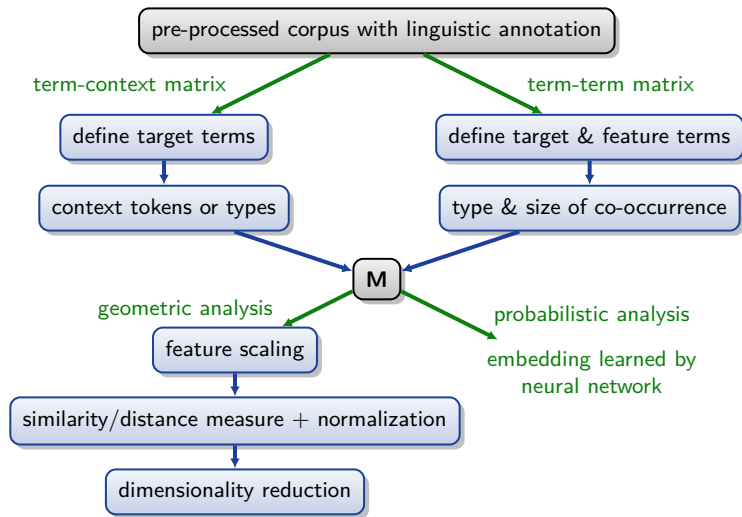 pre-processed corpus with linguistic annotation
term-context matrix
term-term matrix
define target terms
define target & feature terms
context tokens or types
type & size of co-occurrence
M
geometric analysis
probabilistic analysis
feature scaling
embedding learned by
neural network
similarity/distance measure + normalization
dimensionality reduction